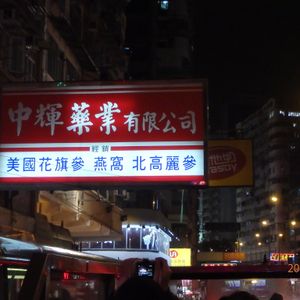 中輝藥業有限公司
經銷
美國花旗參 燕窩 北高麗參